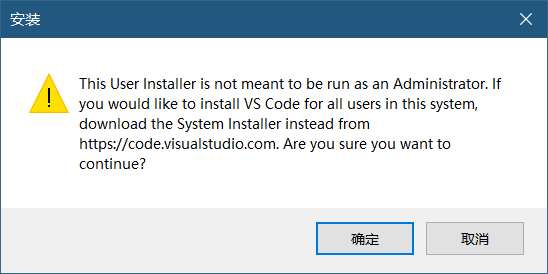 安装
This User Installer is not meant to be run as an Administrator. If
you would like to install VS Code for all users in this system,
download the System Installer instead from
https://code.visualstudio.com. Are you sure you want to
continue?
确定
取消